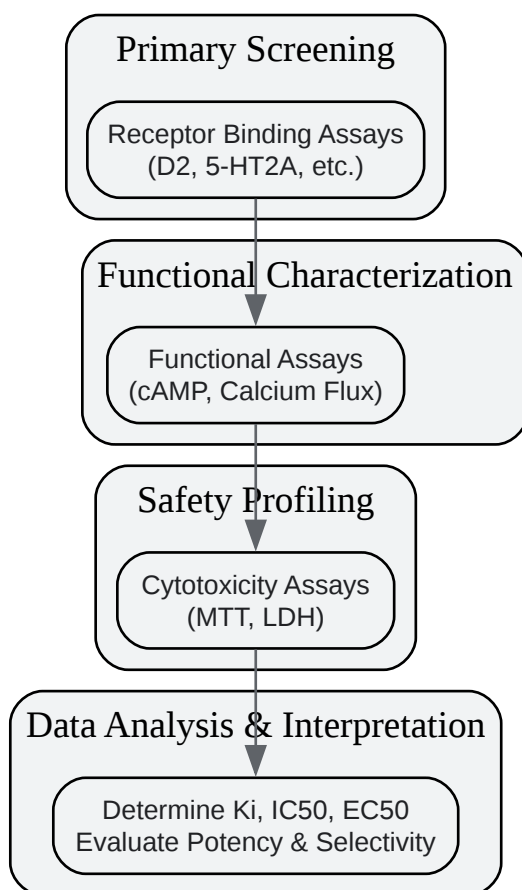 Primary Screening
Receptor Binding Assays
(D2, 5-HT2A, etc.)
Functional Characterization
Functional Assays
(cAMP, Calcium Flux)
Safety Profiling
Cytotoxicity Assays
(MTT, LDH)
Data Analysis & Interpretation
Determine Ki, IC50, EC50
Evaluate Potency & Selectivity